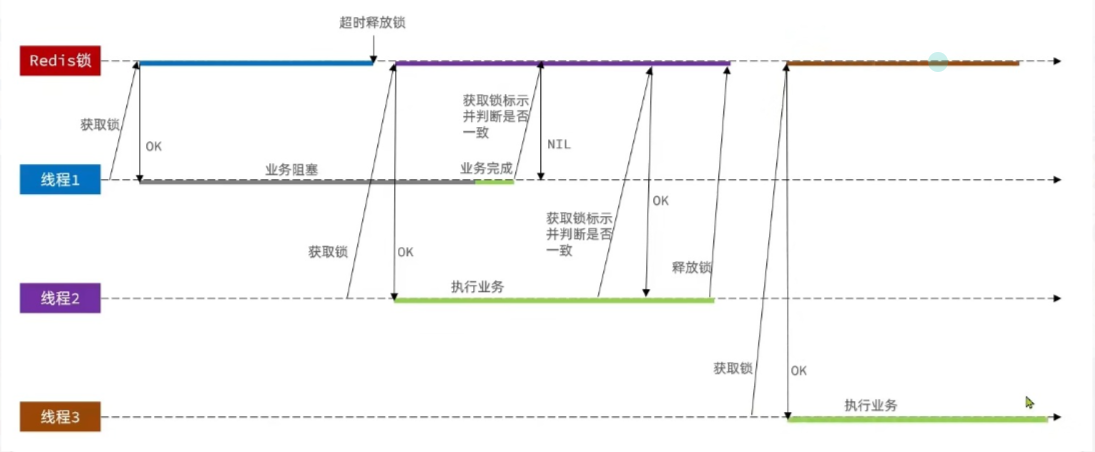 超时释放锁
Redis锁
获取锁
OK
获取锁标示
并判断是否
一致
NIL
业务阻塞
业务完成
线程1
获取锁标示
并判断是否
一致
OK
获取锁
OK
释放锁
执行业务
线程2
获取锁
OK
执行业务
线程3